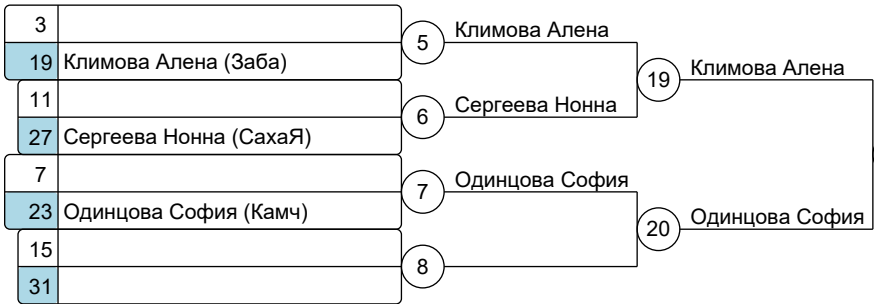 3
5
Климова Алена
19 Климова Алена (Заба)
19
Климова Алена
11
6
Сергеева Нонна
27 Сергеева Нонна (СахаЯ)
7
7
Одинцова София
23 Одинцова София (Камч)
20
Одинцова София
15
8
31